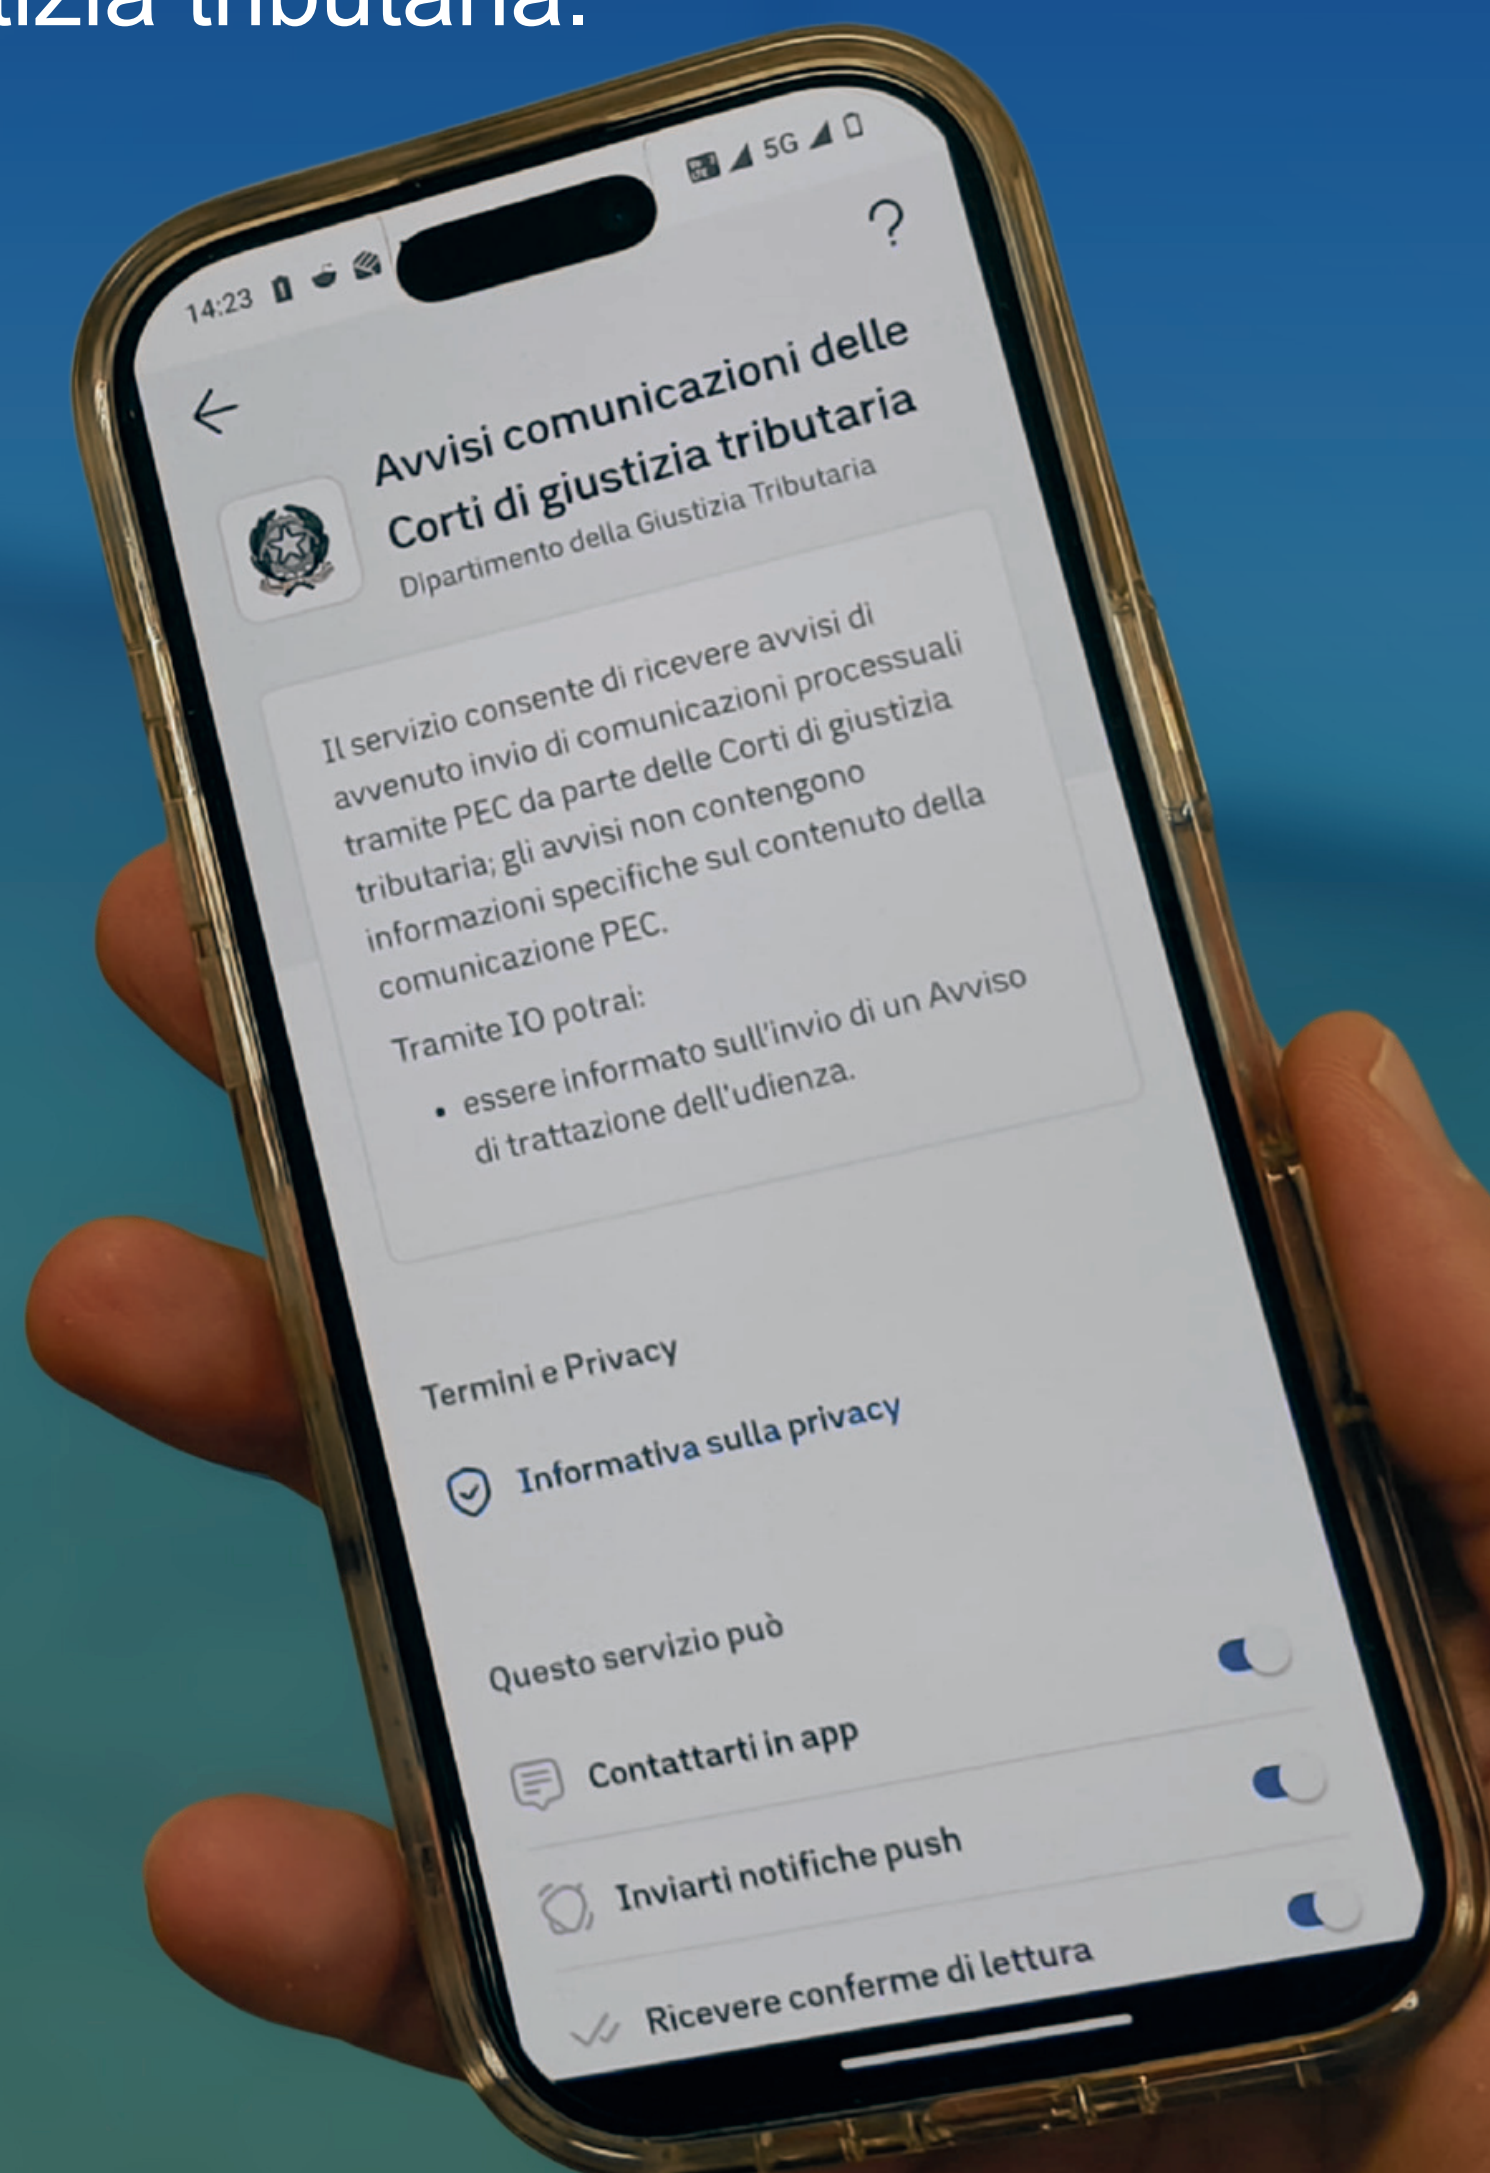 tizia tributaria.
14:23
5G
?
Avvisi comunicazioni delle
Corti di giustizia tributaria
Dipartimento della Giustizia Tributaria
Il servizio consente di ricevere avvisi di
avvenuto invio di comunicazioni processuali
tramite PEC da parte delle Corti di giustizia
tributaria; gli avvisi non contengono
informazioni specifiche sul contenuto della
comunicazione PEC.
Tramite IO potrai:
• essere informato sull'invio di un Avviso
di trattazione dell'udienza.
Termini e Privacy
Informativa sulla privacy
Questo servizio può
Contattarti in app
Inviarti notifiche push
Ricevere conferme di lettura